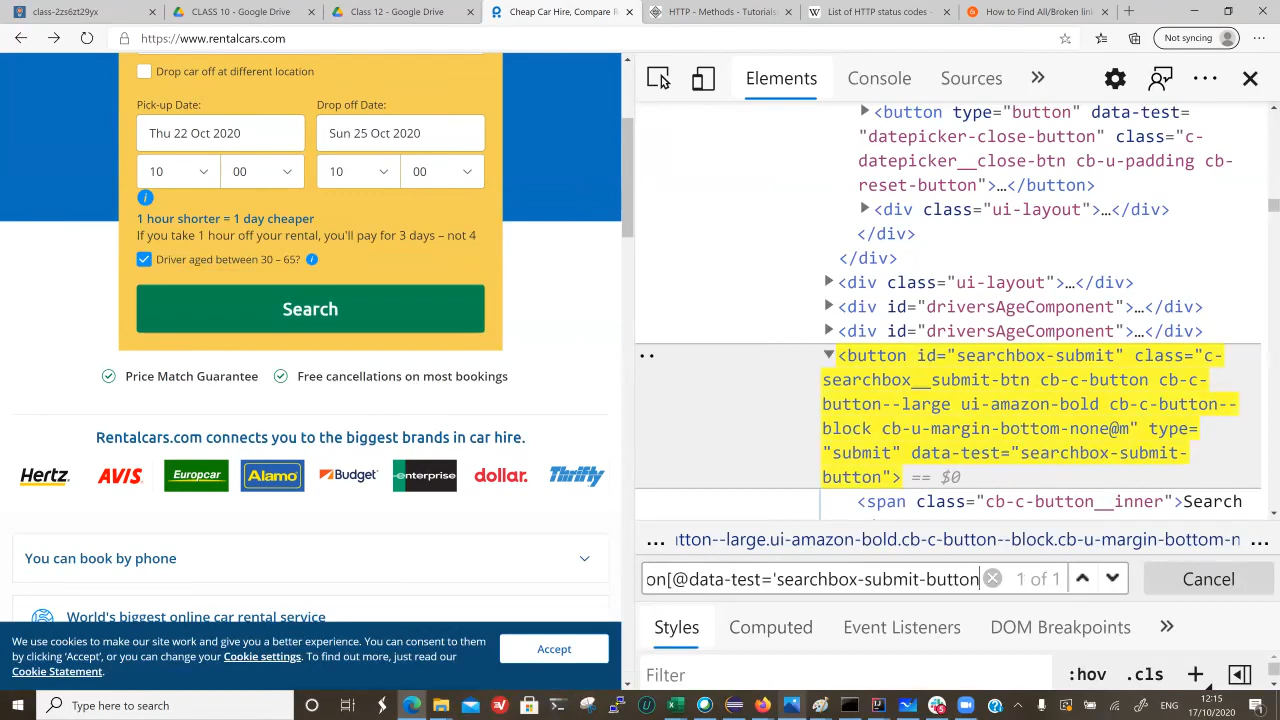 class-2zs6zt29yx
CLASS 10 - Google Drive
Class 12 - Google Drive
Cheap Car Hire, Compare
HTTP - Methods - Tutorials
List of HTTP status codes -
How to Find All/Broken link
https://www.rentalcars.com
Not syncing
Drop car off at different location
Pick-up Date:
Drop off Date:
Thu 22 Oct 2020
Sun 25 Oct 2020
10
00
10
00
1 hour shorter = 1 day cheaper
If you take 1 hour off your rental, you'll pay for 3 days – not 4
Driver aged between 30 – 65?
Search
Price Match Guarantee
Free cancellations on most bookings
Rentalcars.com connects you to the biggest brands in car hire.
Hertz AVIS Europcar Alamo Budget enterprise dollar. Thrifty
You can book by phone
World's biggest online car rental service
We use cookies to make our site work and give you a better experience. You can consent to them
by clicking 'Accept', or you can change your Cookie settings. To find out more, just read our
Cookie Statement.
Accept
Elements
Console
Sources
<button type="button" data-test=
"datepicker-close-button" class="c-
datepicker__close-btn cb-u-padding cb-
reset-button">…</button>
<div class="ui-layout">…</div>
</div>
</div>
<div class="ui-layout">…</div>
<div id="driversAgeComponent">…</div>
<div id="driversAgeComponent">…</div>
<button id="searchbox-submit" class="c-
searchbox__submit-btn cb-c-button cb-c-
button--large ui-amazon-bold cb-c-button--
block cb-u-margin-bottom-none@m" type=
"submit" data-test="searchbox-submit-
button"> == $0
<span class="cb-c-button__inner">Search
... tton--large.ui-amazon-bold.cb-c-button--block.cb-u-margin-bottom-n ...
on[@data-test='searchbox-submit-button
1 of 1
Cancel
Styles
Computed
Event Listeners
DOM Breakpoints
Filter
:hov
.cls
Type here to search
12:15
17/10/2020